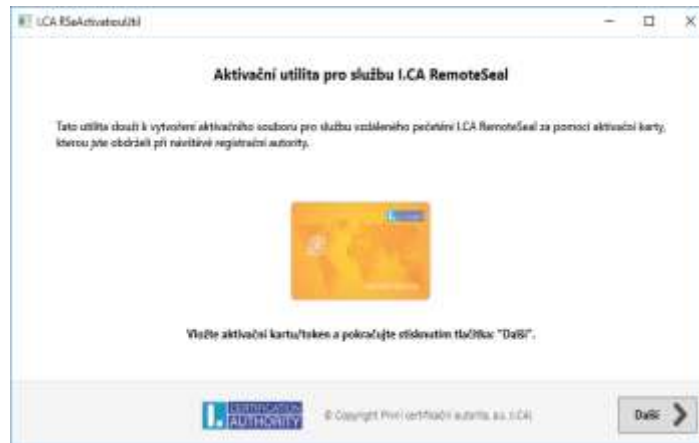 I.CA RSeActivationUtil
Aktivační utilita pro službu I.CA RemoteSeal
Tato utilita slouží k vytvoření aktivačního souboru pro službu vzdáleného pečetění I.CA RemoteSeal za pomoci aktivační karty,
kterou jste obdrželi při návštěvě registrační autority.
Vložte aktivační kartu/token a pokračujte stisknutím tlačítka: "Další".
I. CERTIFICATION
AUTHORITY
© Copyright První certifikační autorita, a.s. (I.CA)
Další